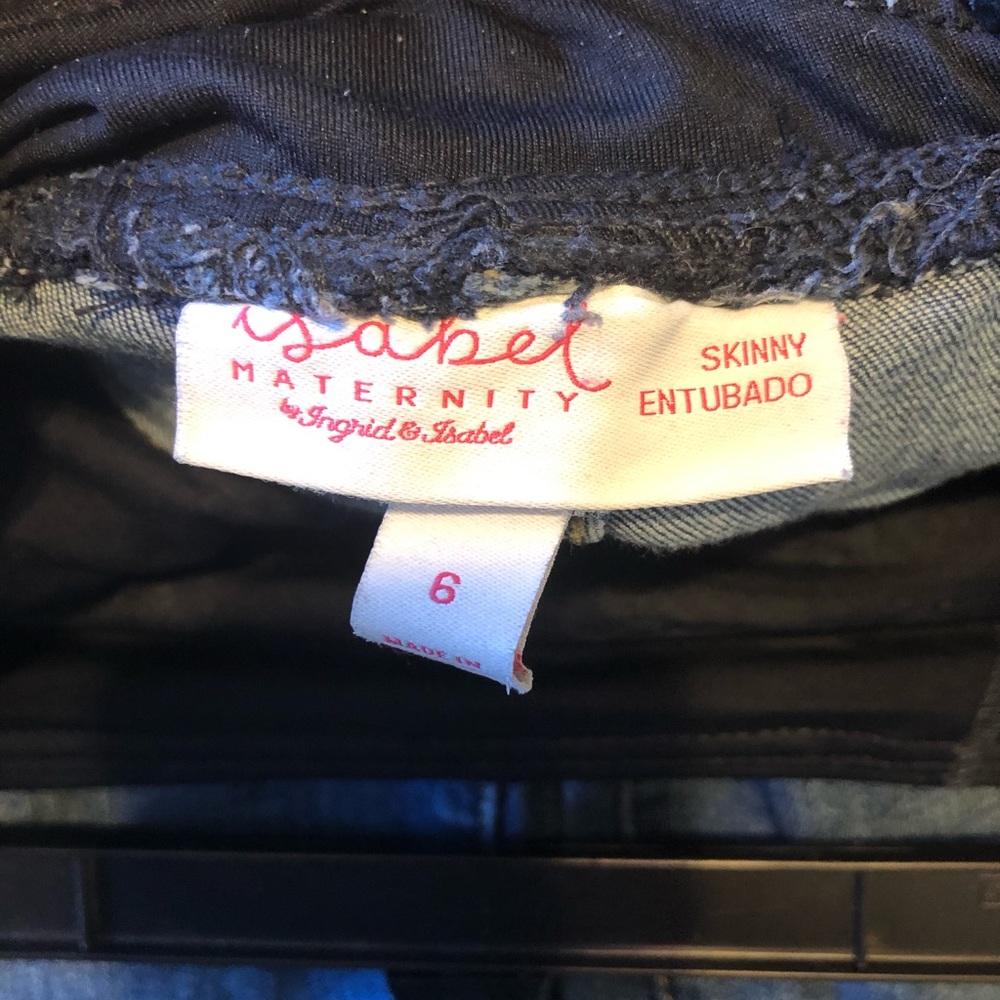 isabel
MATERNITY
by Ingrid & Isabel
SKINNY
ENTUBADO
6
MADE IN